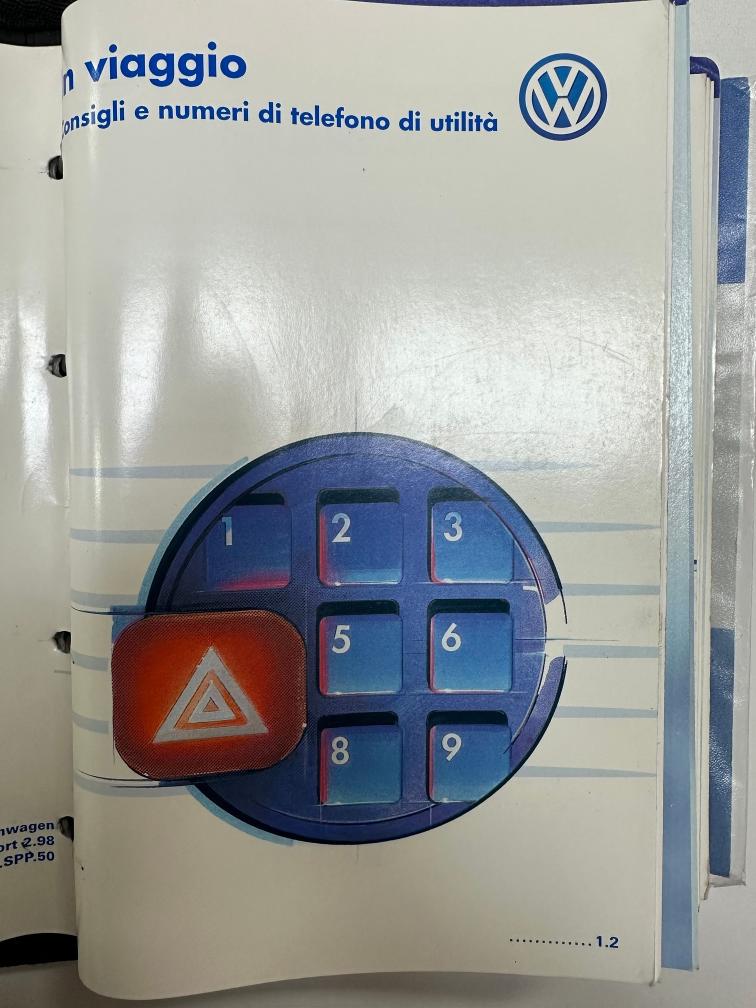 n viaggio
onsigli e numeri di telefono di utilità
1 2 3
5 6
8 9
nwagen
ort 2.98
.SPP.50
.............1.2